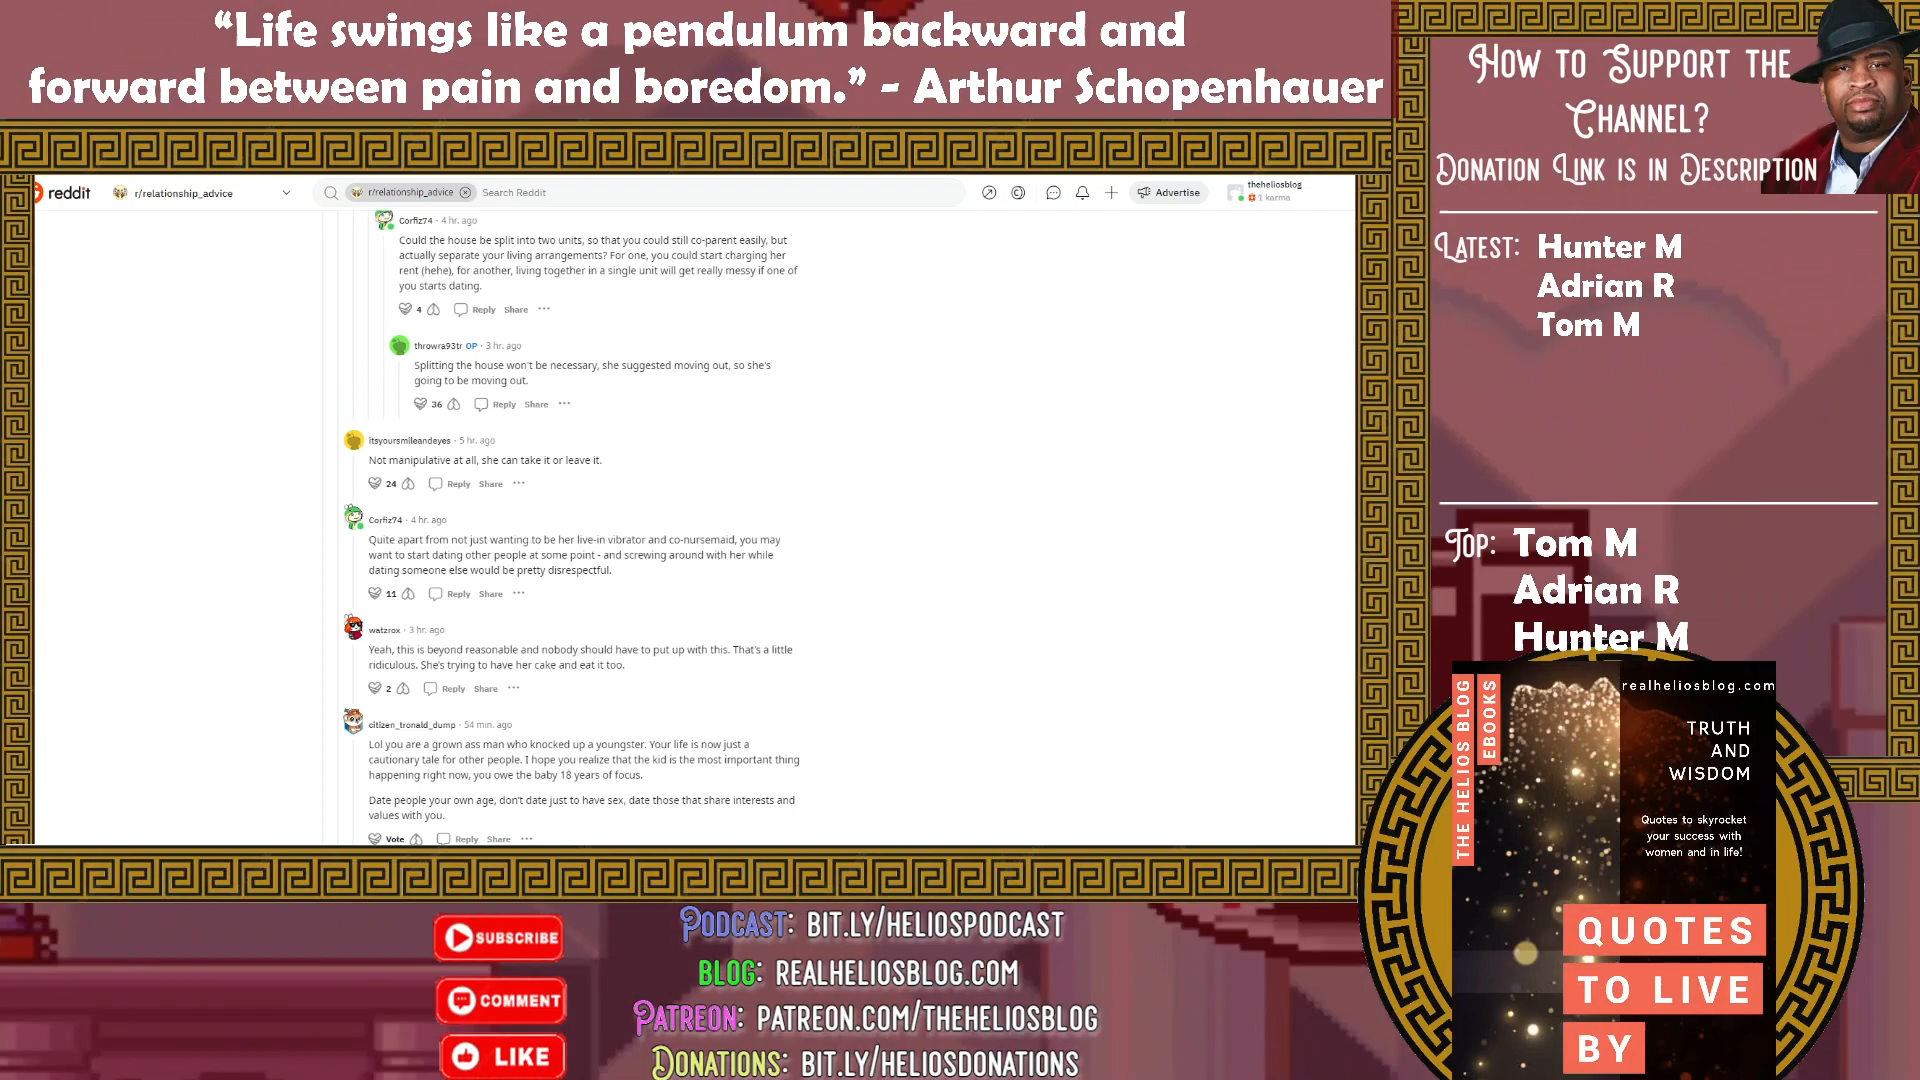 “Life swings like a pendulum backward and
forward between pain and boredom.” - Arthur Schopenhauer
How to Support the
Channel?
Donation Link is in Description
Latest: Hunter M
Adrian R
Tom M
Top: Tom M
Adrian R
Hunter M
reddit r/relationship_advice r/relationship_advice Search Reddit Advertise theheliosblog
1 karma
Corfiz74 · 4 hr. ago
Could the house be split into two units, so that you could still co-parent easily, but
actually separate your living arrangements? For one, you could start charging her
rent (hehe), for another, living together in a single unit will get really messy if one of
you starts dating.
4 Reply Share ···
throwra93tr OP · 3 hr. ago
Splitting the house won't be necessary, she suggested moving out, so she's
going to be moving out.
36 Reply Share ···
itsyoursmileandeyes · 5 hr. ago
Not manipulative at all, she can take it or leave it.
24 Reply Share ···
Corfiz74 · 4 hr. ago
Quite apart from not just wanting to be her live-in vibrator and co-nursemaid, you may
want to start dating other people at some point - and screwing around with her while
dating someone else would be pretty disrespectful.
11 Reply Share ···
watzrox · 3 hr. ago
Yeah, this is beyond reasonable and nobody should have to put up with this. That's a little
ridiculous. She's trying to have her cake and eat it too.
2 Reply Share ···
citizen_tronald_dump · 54 min. ago
Lol you are a grown ass man who knocked up a youngster. Your life is now just a
cautionary tale for other people. I hope you realize that the kid is the most important thing
happening right now, you owe the baby 18 years of focus.
Date people your own age, don't date just to have sex, date those that share interests and
values with you.
Vote Reply Share ···
THE HELIOS BLOG
EBOOKS
realheliosblog.com
TRUTH
AND
WISDOM
Quotes to skyrocket
your success with
women and in life!
QUOTES
TO LIVE
BY
SUBSCRIBE
COMMENT
LIKE
Podcast: bit.ly/heliospodcast
Blog: realheliosblog.com
Patreon: patreon.com/theheliosblog
Donations: bit.ly/heliosdonations